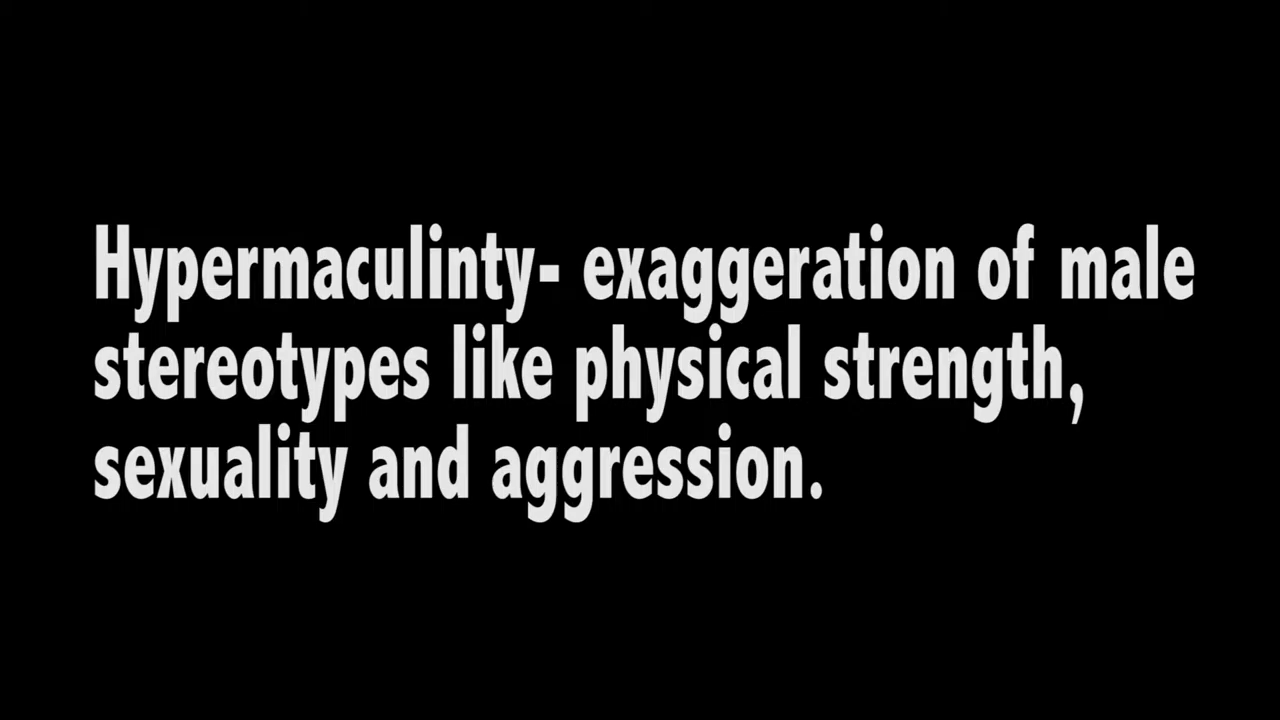 Hypermaculinty- exaggeration of male
stereotypes like physical strength,
sexuality and aggression.